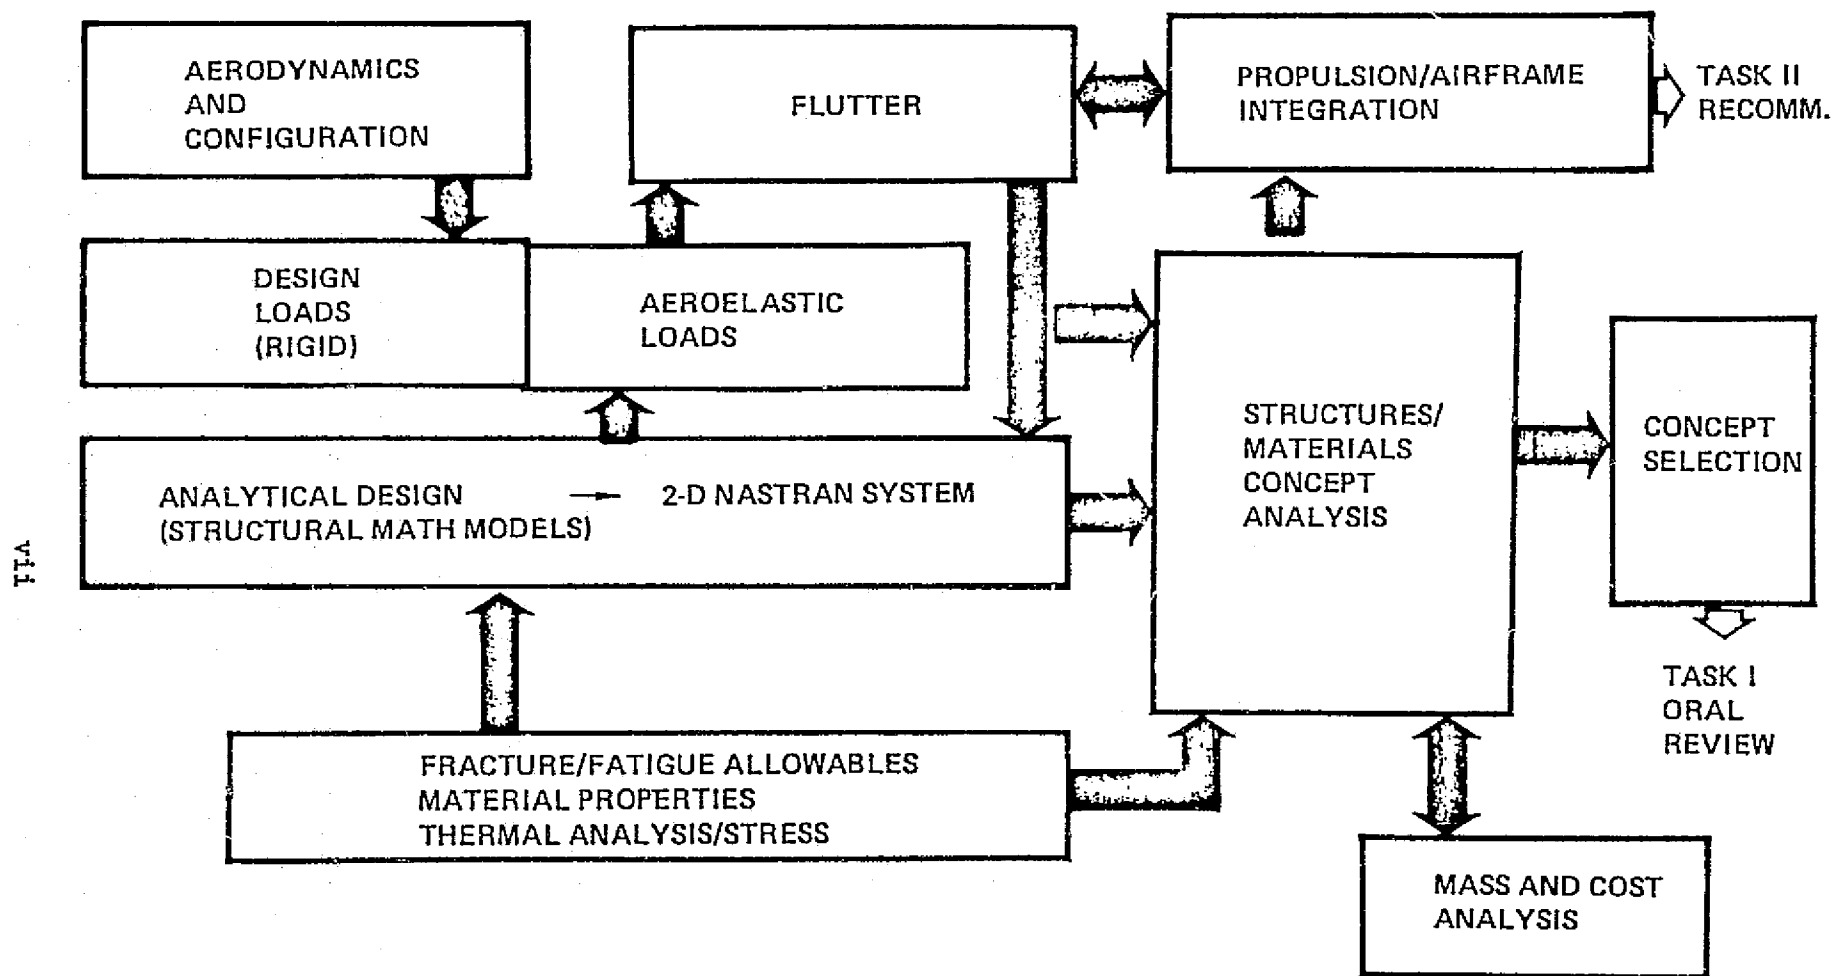 AERODYNAMICS
AND
CONFIGURATION
FLUTTER
PROPULSION/AIRFRAME
INTEGRATION
TASK II
RECOMM.
DESIGN
LOADS
(RIGID)
AEROELASTIC
LOADS
STRUCTURES/
MATERIALS
CONCEPT
ANALYSIS
CONCEPT
SELECTION
ANALYTICAL DESIGN → 2-D NASTRAN SYSTEM
(STRUCTURAL MATH MODELS)
TASK I
ORAL
REVIEW
FRACTURE/FATIGUE ALLOWABLES
MATERIAL PROPERTIES
THERMAL ANALYSIS/STRESS
MASS AND COST
ANALYSIS
vii